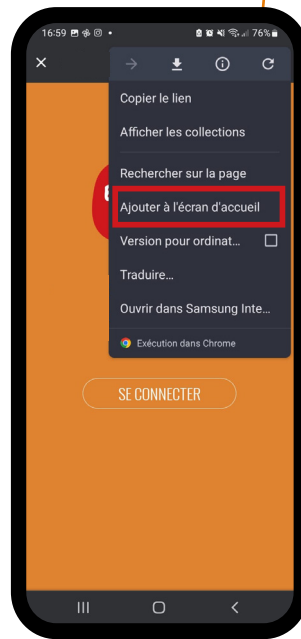 16:59 76%
Copier le lien
Afficher les collections
Rechercher sur la page
Ajouter à l'écran d'accueil
Version pour ordinat...
Traduire...
Ouvrir dans Samsung Inte...
Exécution dans Chrome
SE CONNECTER